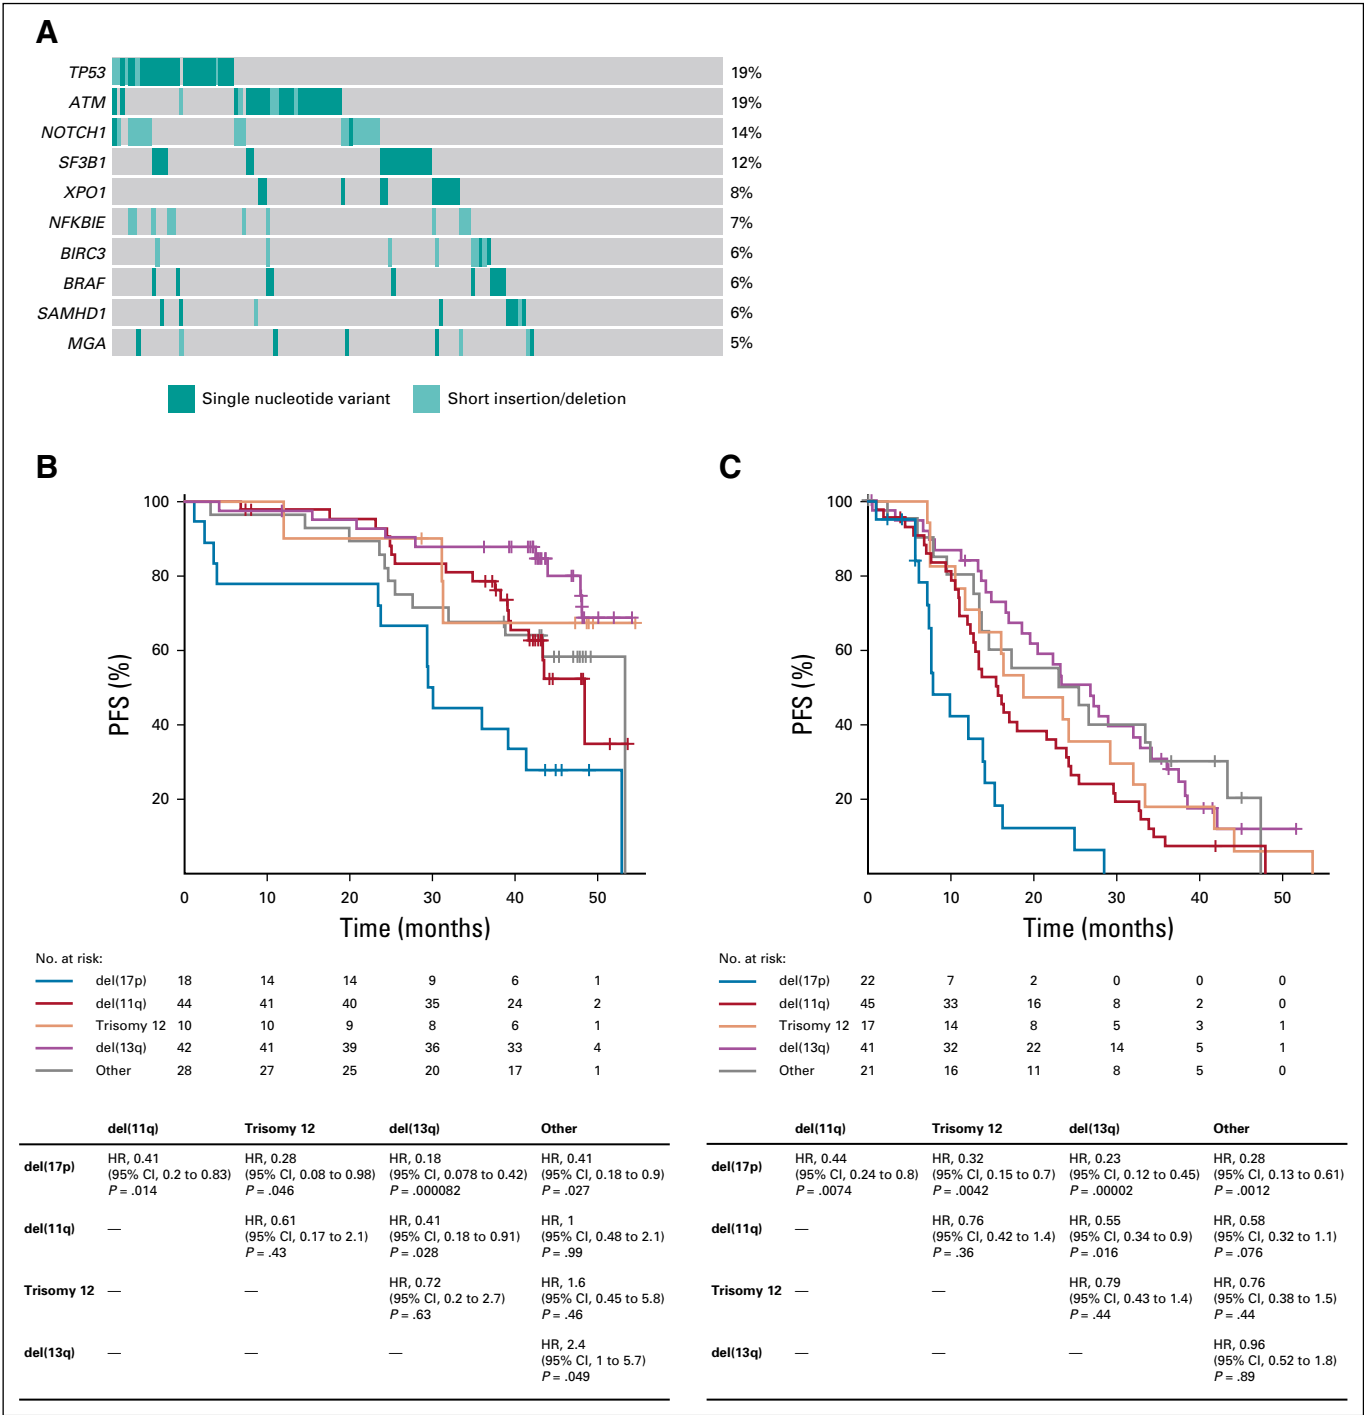 A
TP53 19%
ATM 19%
NOTCH1 14%
SF3B1 12%
XPO1 8%
NFKBIE 7%
BIRC3 6%
BRAF 6%
SAMHD1 6%
MGA 5%
Single nucleotide variant Short insertion/deletion
B
100
80
60
40
20
PFS (%)
0 10 20 30 40 50
Time (months)
No. at risk:
del(17p) 18 14 14 9 6 1
del(11q) 44 41 40 35 24 2
Trisomy 12 10 10 9 8 6 1
del(13q) 42 41 39 36 33 4
Other 28 27 25 20 17 1
del(11q) Trisomy 12 del(13q) Other
del(17p)
HR, 0.41 HR, 0.28 HR, 0.18 HR, 0.41
(95% CI, 0.2 to 0.83) (95% CI, 0.08 to 0.98) (95% CI, 0.078 to 0.42) (95% CI, 0.18 to 0.9)
P = .014 P = .046 P = .000082 P = .027
del(11q) —
HR, 0.61 HR, 0.41 HR, 1
(95% CI, 0.17 to 2.1) (95% CI, 0.18 to 0.91) (95% CI, 0.48 to 2.1)
P = .43 P = .028 P = .99
Trisomy 12 — —
HR, 0.72 HR, 1.6
(95% CI, 0.2 to 2.7) (95% CI, 0.45 to 5.8)
P = .63 P = .46
del(13q) — — —
HR, 2.4
(95% CI, 1 to 5.7)
P = .049
C
100
80
60
40
20
PFS (%)
0 10 20 30 40 50
Time (months)
No. at risk:
del(17p) 22 7 2 0 0 0
del(11q) 45 33 16 8 2 0
Trisomy 12 17 14 8 5 3 1
del(13q) 41 32 22 14 5 1
Other 21 16 11 8 5 0
del(11q) Trisomy 12 del(13q) Other
del(17p)
HR, 0.44 HR, 0.32 HR, 0.23 HR, 0.28
(95% CI, 0.24 to 0.8) (95% CI, 0.15 to 0.7) (95% CI, 0.12 to 0.45) (95% CI, 0.13 to 0.61)
P = .0074 P = .0042 P = .00002 P = .0012
del(11q) —
HR, 0.76 HR, 0.55 HR, 0.58
(95% CI, 0.42 to 1.4) (95% CI, 0.34 to 0.9) (95% CI, 0.32 to 1.1)
P = .36 P = .016 P = .076
Trisomy 12 — —
HR, 0.79 HR, 0.76
(95% CI, 0.43 to 1.4) (95% CI, 0.38 to 1.5)
P = .44 P = .44
del(13q) — — —
HR, 0.96
(95% CI, 0.52 to 1.8)
P = .89